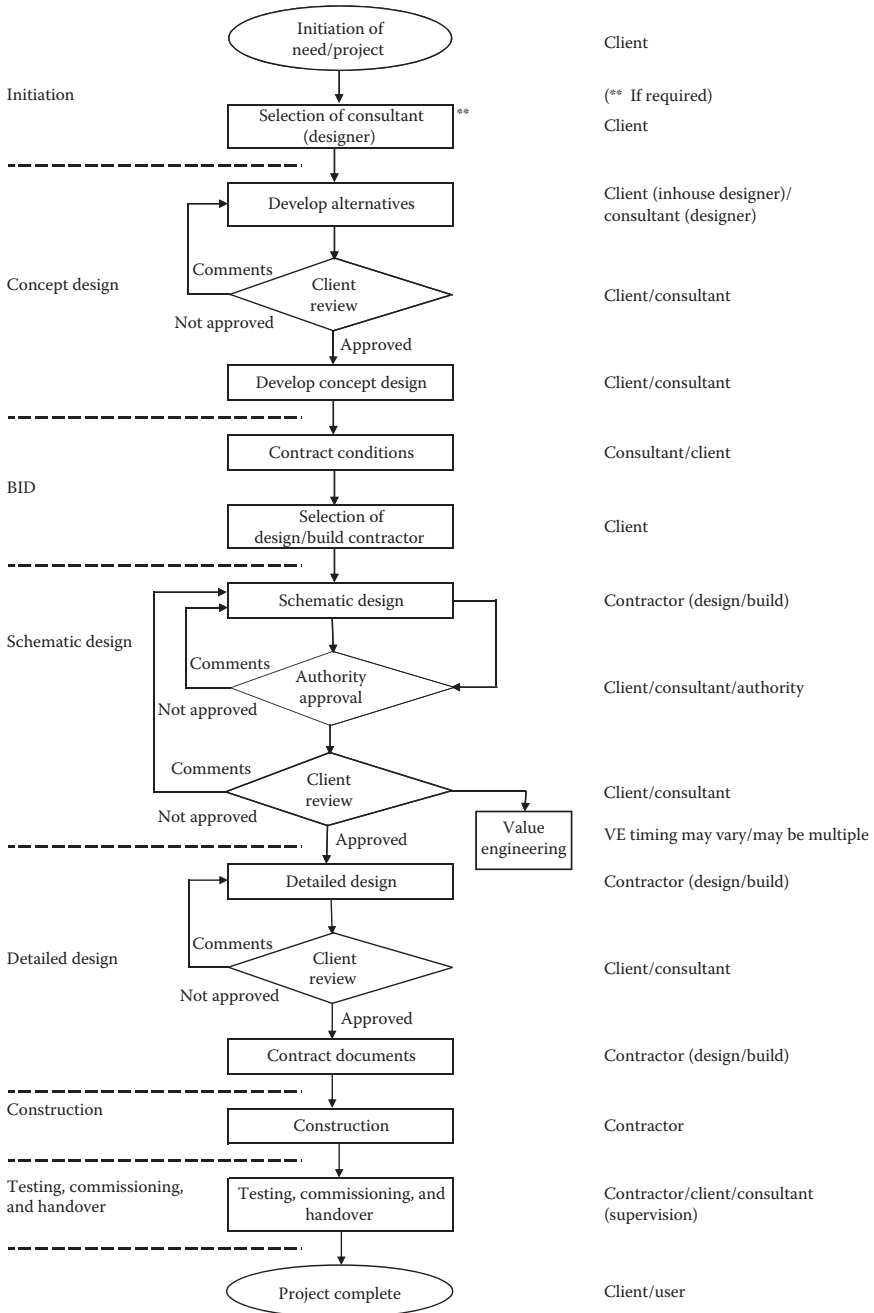 Initiation of
need/project
Client
Initiation
(** If required)
Selection of consultant
(designer)
**
Client
Develop alternatives
Client (inhouse designer)/
consultant (designer)
Concept design
Comments
Client
review
Client/consultant
Not approved
Approved
Develop concept design
Client/consultant
Contract conditions
Consultant/client
BID
Selection of
design/build contractor
Client
Schematic design
Contractor (design/build)
Schematic design
Comments
Authority
approval
Client/consultant/authority
Not approved
Comments
Client
review
Client/consultant
Not approved
Approved
Value
engineering
VE timing may vary/may be multiple
Detailed design
Contractor (design/build)
Detailed design
Comments
Client
review
Client/consultant
Not approved
Approved
Contract documents
Contractor (design/build)
Construction
Construction
Contractor
Testing, commissioning,
and handover
Testing, commissioning, and
handover
Contractor/client/consultant
(supervision)
Project complete
Client/user